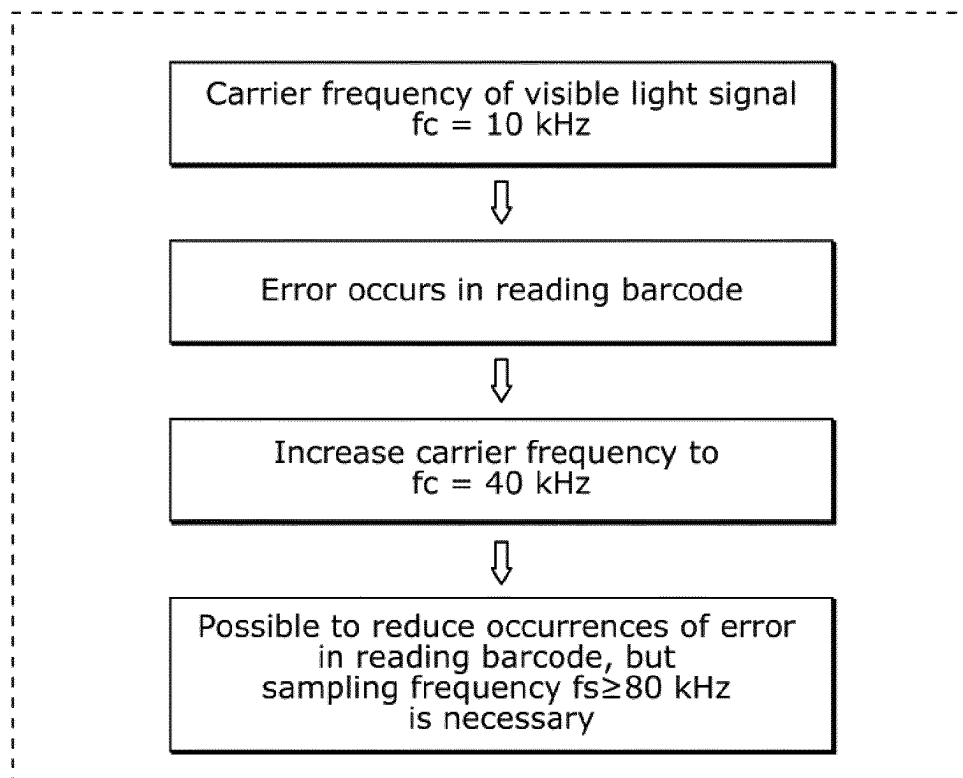 Carrier frequency of visible light signal
fc = 10 kHz
Error occurs in reading barcode
Increase carrier frequency to
fc = 40 kHz
Possible to reduce occurrences of error
in reading barcode, but
sampling frequency fs≥80 kHz
is necessary